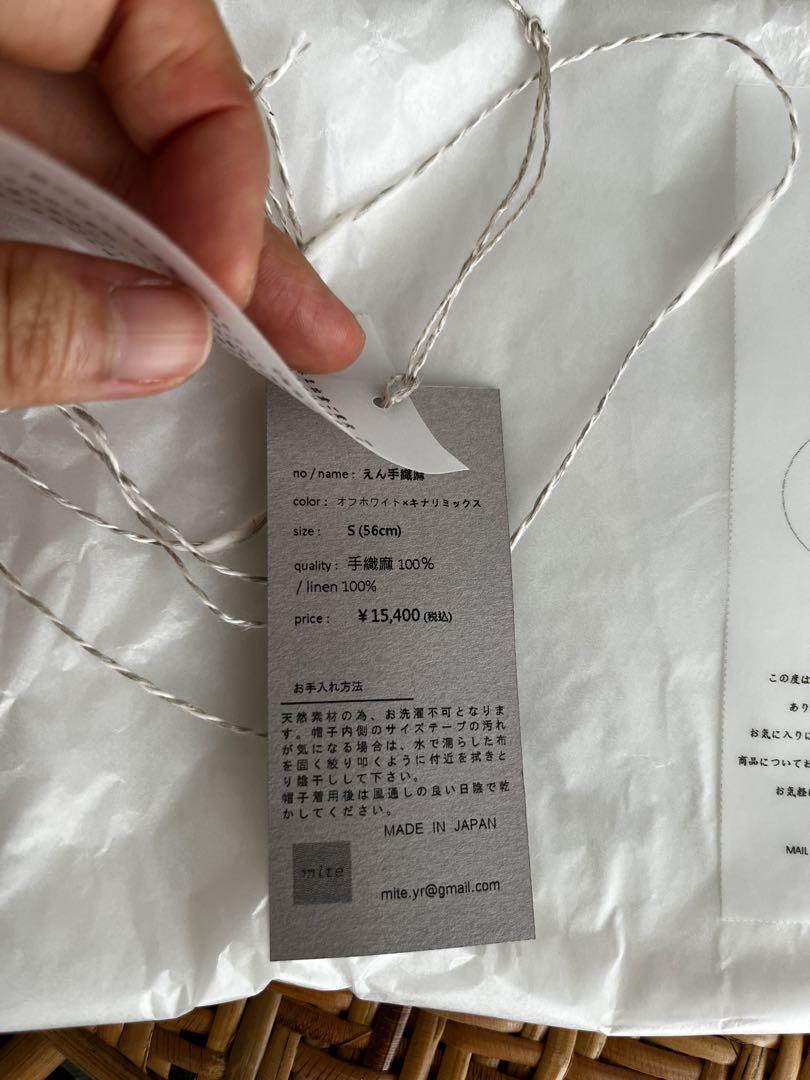 no / name : えん手織麻
color : オフホワイト×キナリミックス
size : S (56cm)
quality : 手織麻 100%
/ linen 100%
price : ¥15,400 (税込)
お手入れ方法
天然素材の為、お洗濯不可となりま
す。帽子内側のサイズテープの汚れ
が気になる場合は、水で濡らした布
を固く絞り叩くように付近を拭きと
り陰干しして下さい。
帽子着用後は風通しの良い日陰で乾
かしてください。
MADE IN JAPAN
mite
mite.yr@gmail.com
この度は
あり
お気に入りに
商品についてお
お気軽に
MAIL